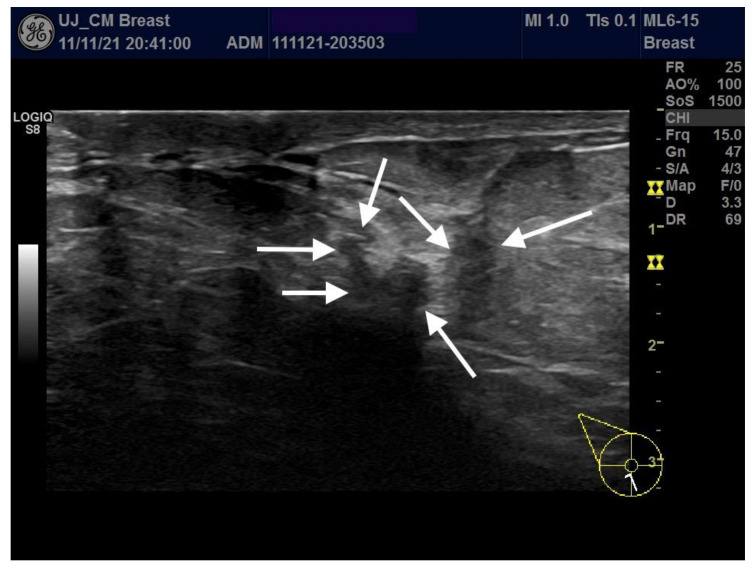 GE
UJ_CM Breast
11/11/21 20:41:00
ADM 111121-203503
MI 1.0 TIs 0.1
ML6-15
Breast
LOGIQ
S8
FR 25
AO% 100
SoS 1500
CHI
Frq 15.0
Gn 47
S/A 4/3
Map F/0
D 3.3
DR 69
1
2
3